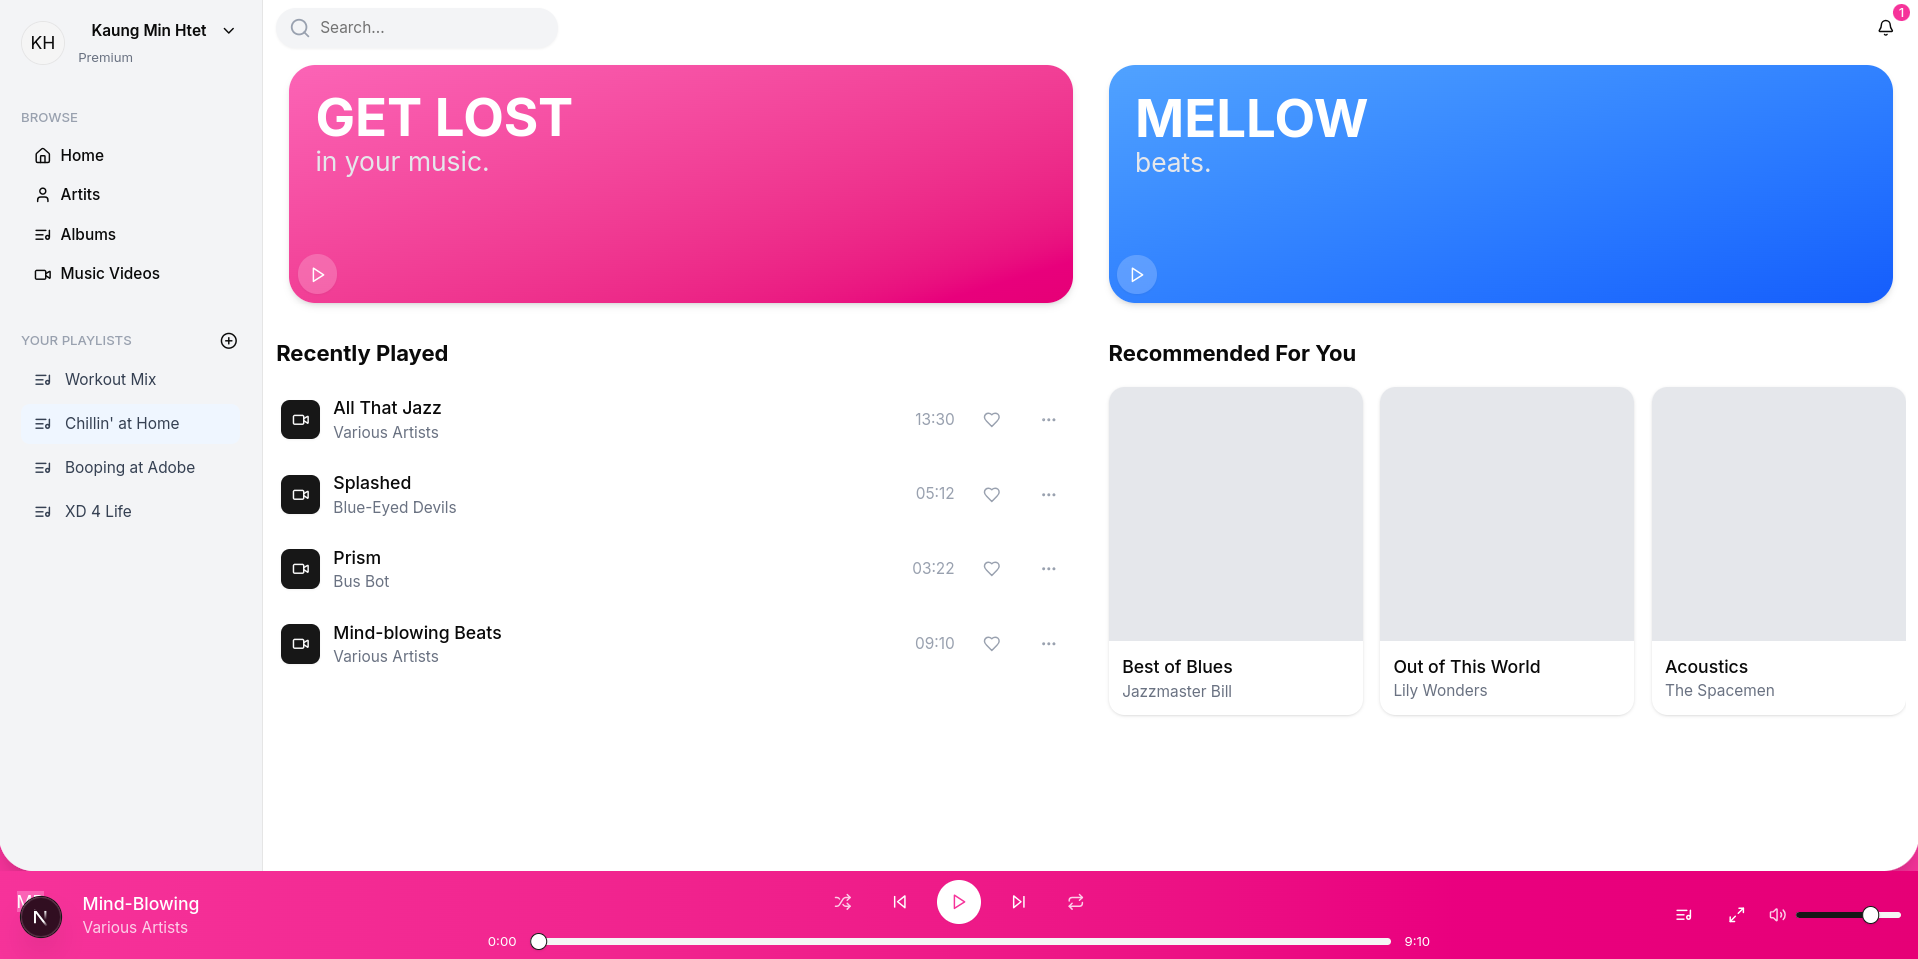 KH
Kaung Min Htet
Premium
Search...
1
BROWSE
Home
Artits
Albums
Music Videos
YOUR PLAYLISTS
Workout Mix
Chillin' at Home
Booping at Adobe
XD 4 Life
GET LOST
in your music.
MELLOW
beats.
Recently Played
All That Jazz
Various Artists
13:30
Splashed
Blue-Eyed Devils
05:12
Prism
Bus Bot
03:22
Mind-blowing Beats
Various Artists
09:10
Recommended For You
Best of Blues
Jazzmaster Bill
Out of This World
Lily Wonders
Acoustics
The Spacemen
N
Mind-Blowing
Various Artists
0:00
9:10